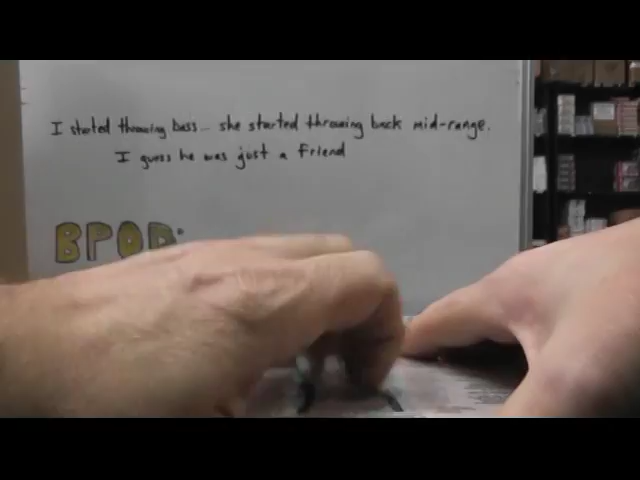 I started throwing bass... she started throwing back mid-range.
I guess he was just a friend
BPOD